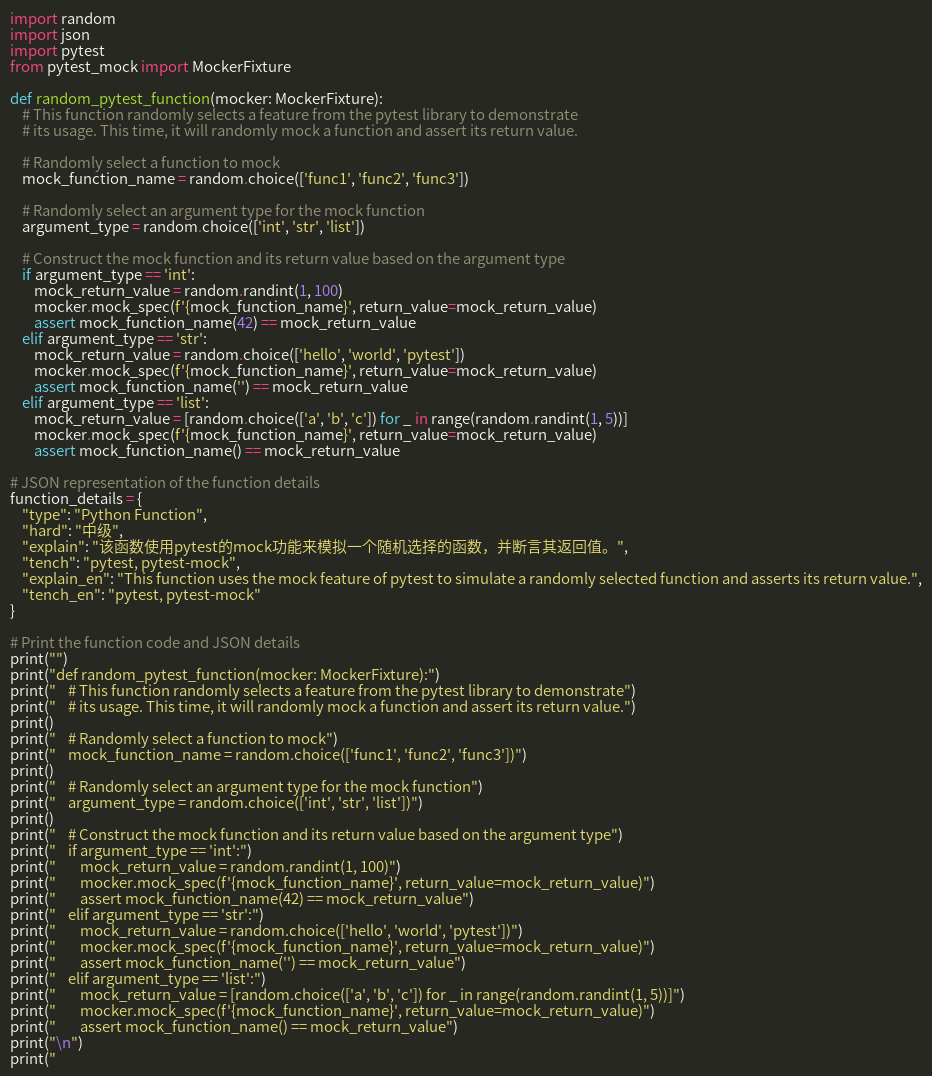 import random
import json
import pytest
from pytest_mock import MockerFixture

def random_pytest_function(mocker: MockerFixture):
    # This function randomly selects a feature from the pytest library to demonstrate
    # its usage. This time, it will randomly mock a function and assert its return value.

    # Randomly select a function to mock
    mock_function_name = random.choice(['func1', 'func2', 'func3'])

    # Randomly select an argument type for the mock function
    argument_type = random.choice(['int', 'str', 'list'])

    # Construct the mock function and its return value based on the argument type
    if argument_type == 'int':
        mock_return_value = random.randint(1, 100)
        mocker.mock_spec(f'{mock_function_name}', return_value=mock_return_value)
        assert mock_function_name(42) == mock_return_value
    elif argument_type == 'str':
        mock_return_value = random.choice(['hello', 'world', 'pytest'])
        mocker.mock_spec(f'{mock_function_name}', return_value=mock_return_value)
        assert mock_function_name('') == mock_return_value
    elif argument_type == 'list':
        mock_return_value = [random.choice(['a', 'b', 'c']) for _ in range(random.randint(1, 5))]
        mocker.mock_spec(f'{mock_function_name}', return_value=mock_return_value)
        assert mock_function_name() == mock_return_value

# JSON representation of the function details
function_details = {
    "type": "Python Function",
    "hard": "中级",
    "explain": "该函数使用pytest的mock功能来模拟一个随机选择的函数，并断言其返回值。",
    "tench": "pytest, pytest-mock",
    "explain_en": "This function uses the mock feature of pytest to simulate a randomly selected function and asserts its return value.",
    "tench_en": "pytest, pytest-mock"
}

# Print the function code and JSON details
print("")
print("def random_pytest_function(mocker: MockerFixture):")
print("    # This function randomly selects a feature from the pytest library to demonstrate")
print("    # its usage. This time, it will randomly mock a function and assert its return value.")
print()
print("    # Randomly select a function to mock")
print("    mock_function_name = random.choice(['func1', 'func2', 'func3'])")
print()
print("    # Randomly select an argument type for the mock function")
print("    argument_type = random.choice(['int', 'str', 'list'])")
print()
print("    # Construct the mock function and its return value based on the argument type")
print("    if argument_type == 'int':")
print("        mock_return_value = random.randint(1, 100)")
print("        mocker.mock_spec(f'{mock_function_name}', return_value=mock_return_value)")
print("        assert mock_function_name(42) == mock_return_value")
print("    elif argument_type == 'str':")
print("        mock_return_value = random.choice(['hello', 'world', 'pytest'])")
print("        mocker.mock_spec(f'{mock_function_name}', return_value=mock_return_value)")
print("        assert mock_function_name('') == mock_return_value")
print("    elif argument_type == 'list':")
print("        mock_return_value = [random.choice(['a', 'b', 'c']) for _ in range(random.randint(1, 5))]")
print("        mocker.mock_spec(f'{mock_function_name}', return_value=mock_return_value)")
print("        assert mock_function_name() == mock_return_value")
print("\n")
print("